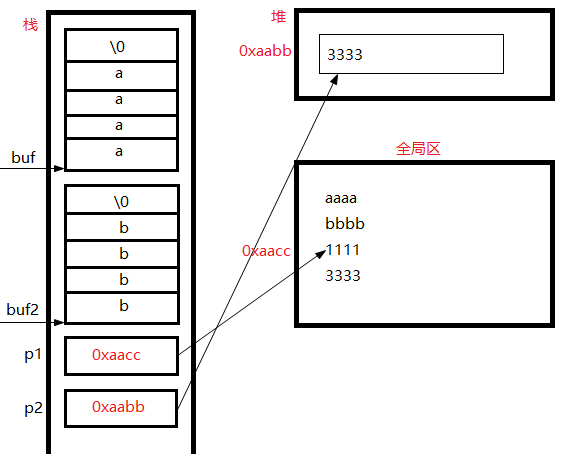 栈
\0
a
a
a
a
buf
\0
b
b
b
b
buf2
p1
0xaacc
p2
0xaabb
堆
0xaabb
3333
全局区
aaaa
bbbb
0xaacc
1111
3333